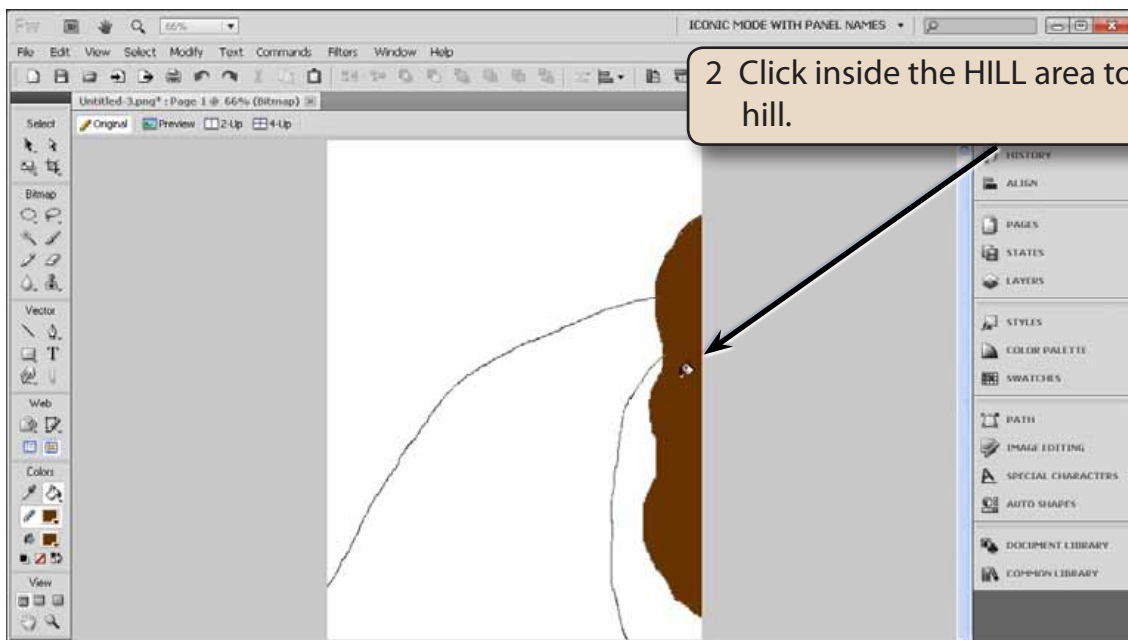 Fw
66%
ICONIC MODE WITH PANEL NAMES
File Edit View Select Modify Text Commands Filters Window Help
2 Click inside the HILL area to
hill.
Untitled-3.png* : Page 1 @ 66% (Bitmap)
Select
Original Preview 2-Up 4-Up
HISTORY
ALIGN
Bitmap
PAGES
STATES
LAYERS
Vector
STYLES
COLOR PALETTE
SWATCHES
Web
PATH
IMAGE EDITING
Colors
SPECIAL CHARACTERS
AUTO SHAPES
DOCUMENT LIBRARY
COMMON LIBRARY
View